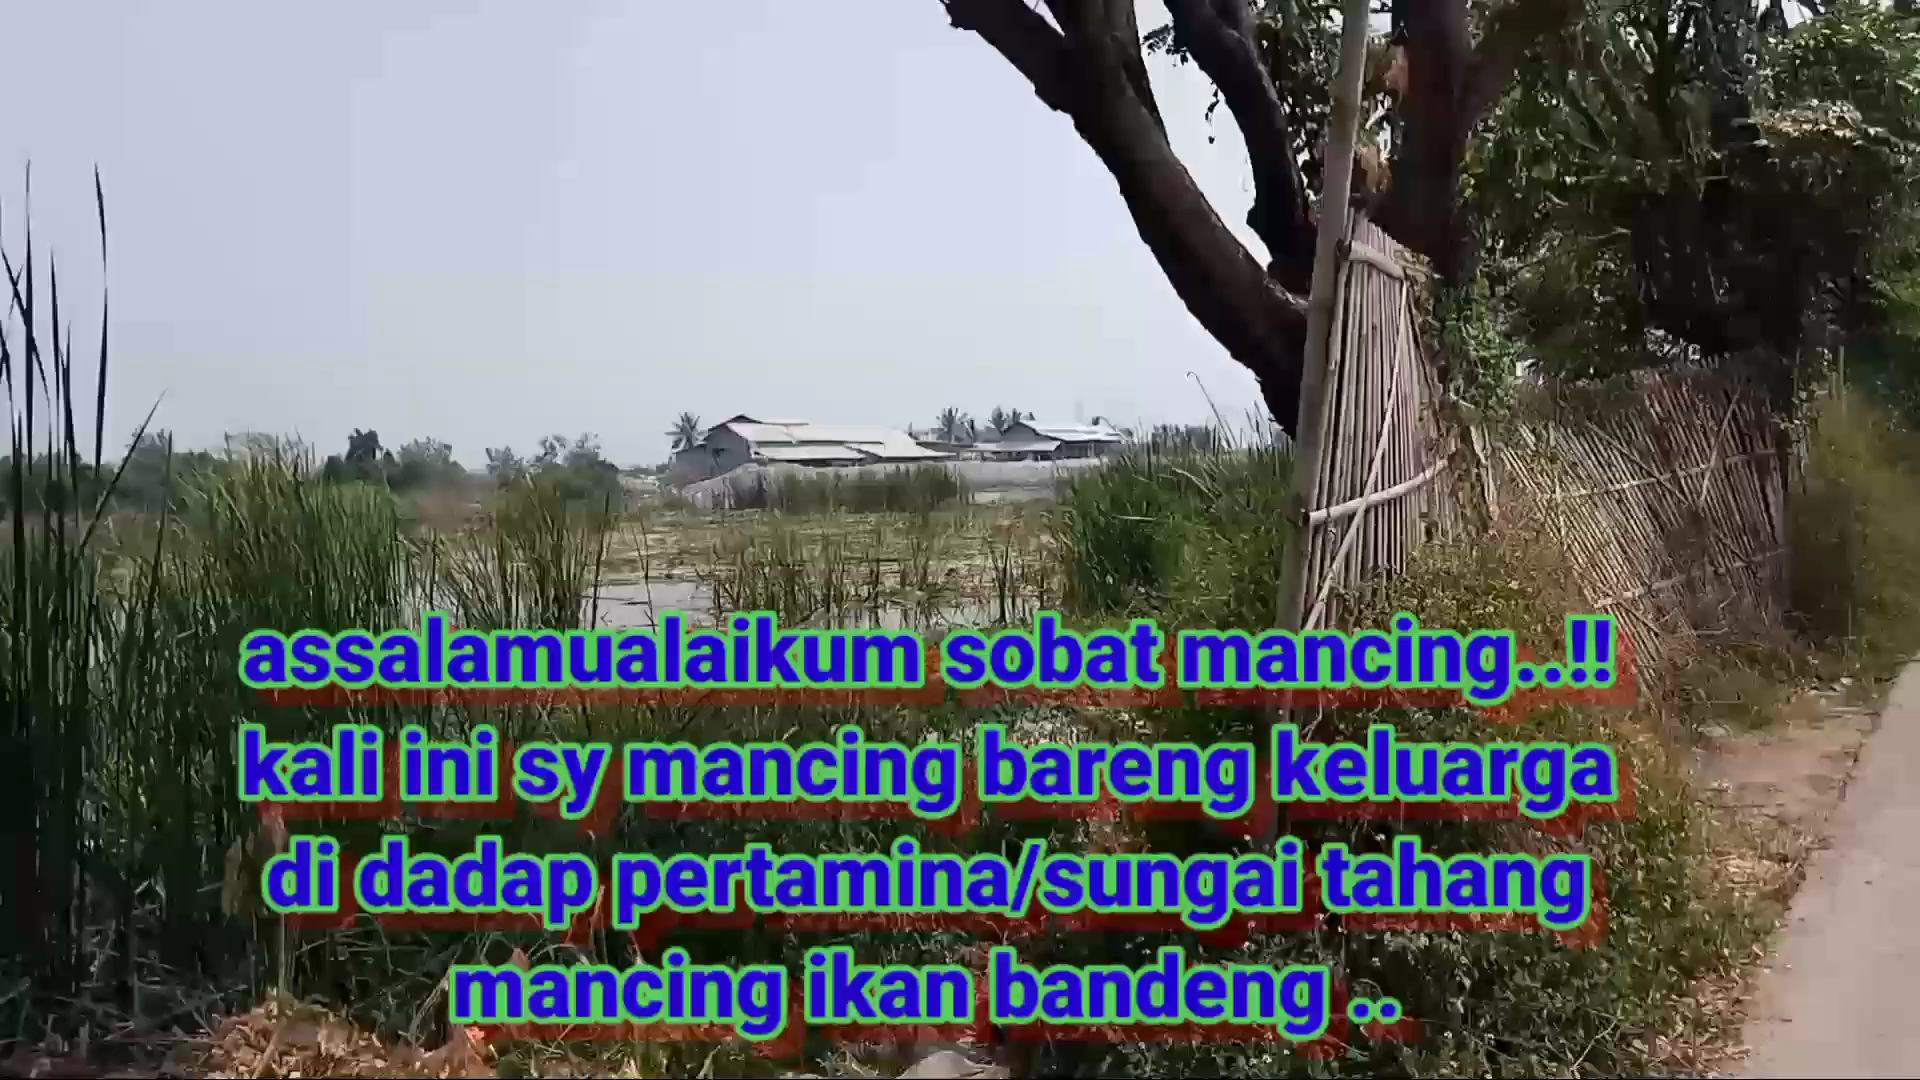 assalamualaikum sobat mancing..!!
kali ini sy mancing bareng keluarga
di dadap pertamina/sungai tahang
mancing ikan bandeng ..